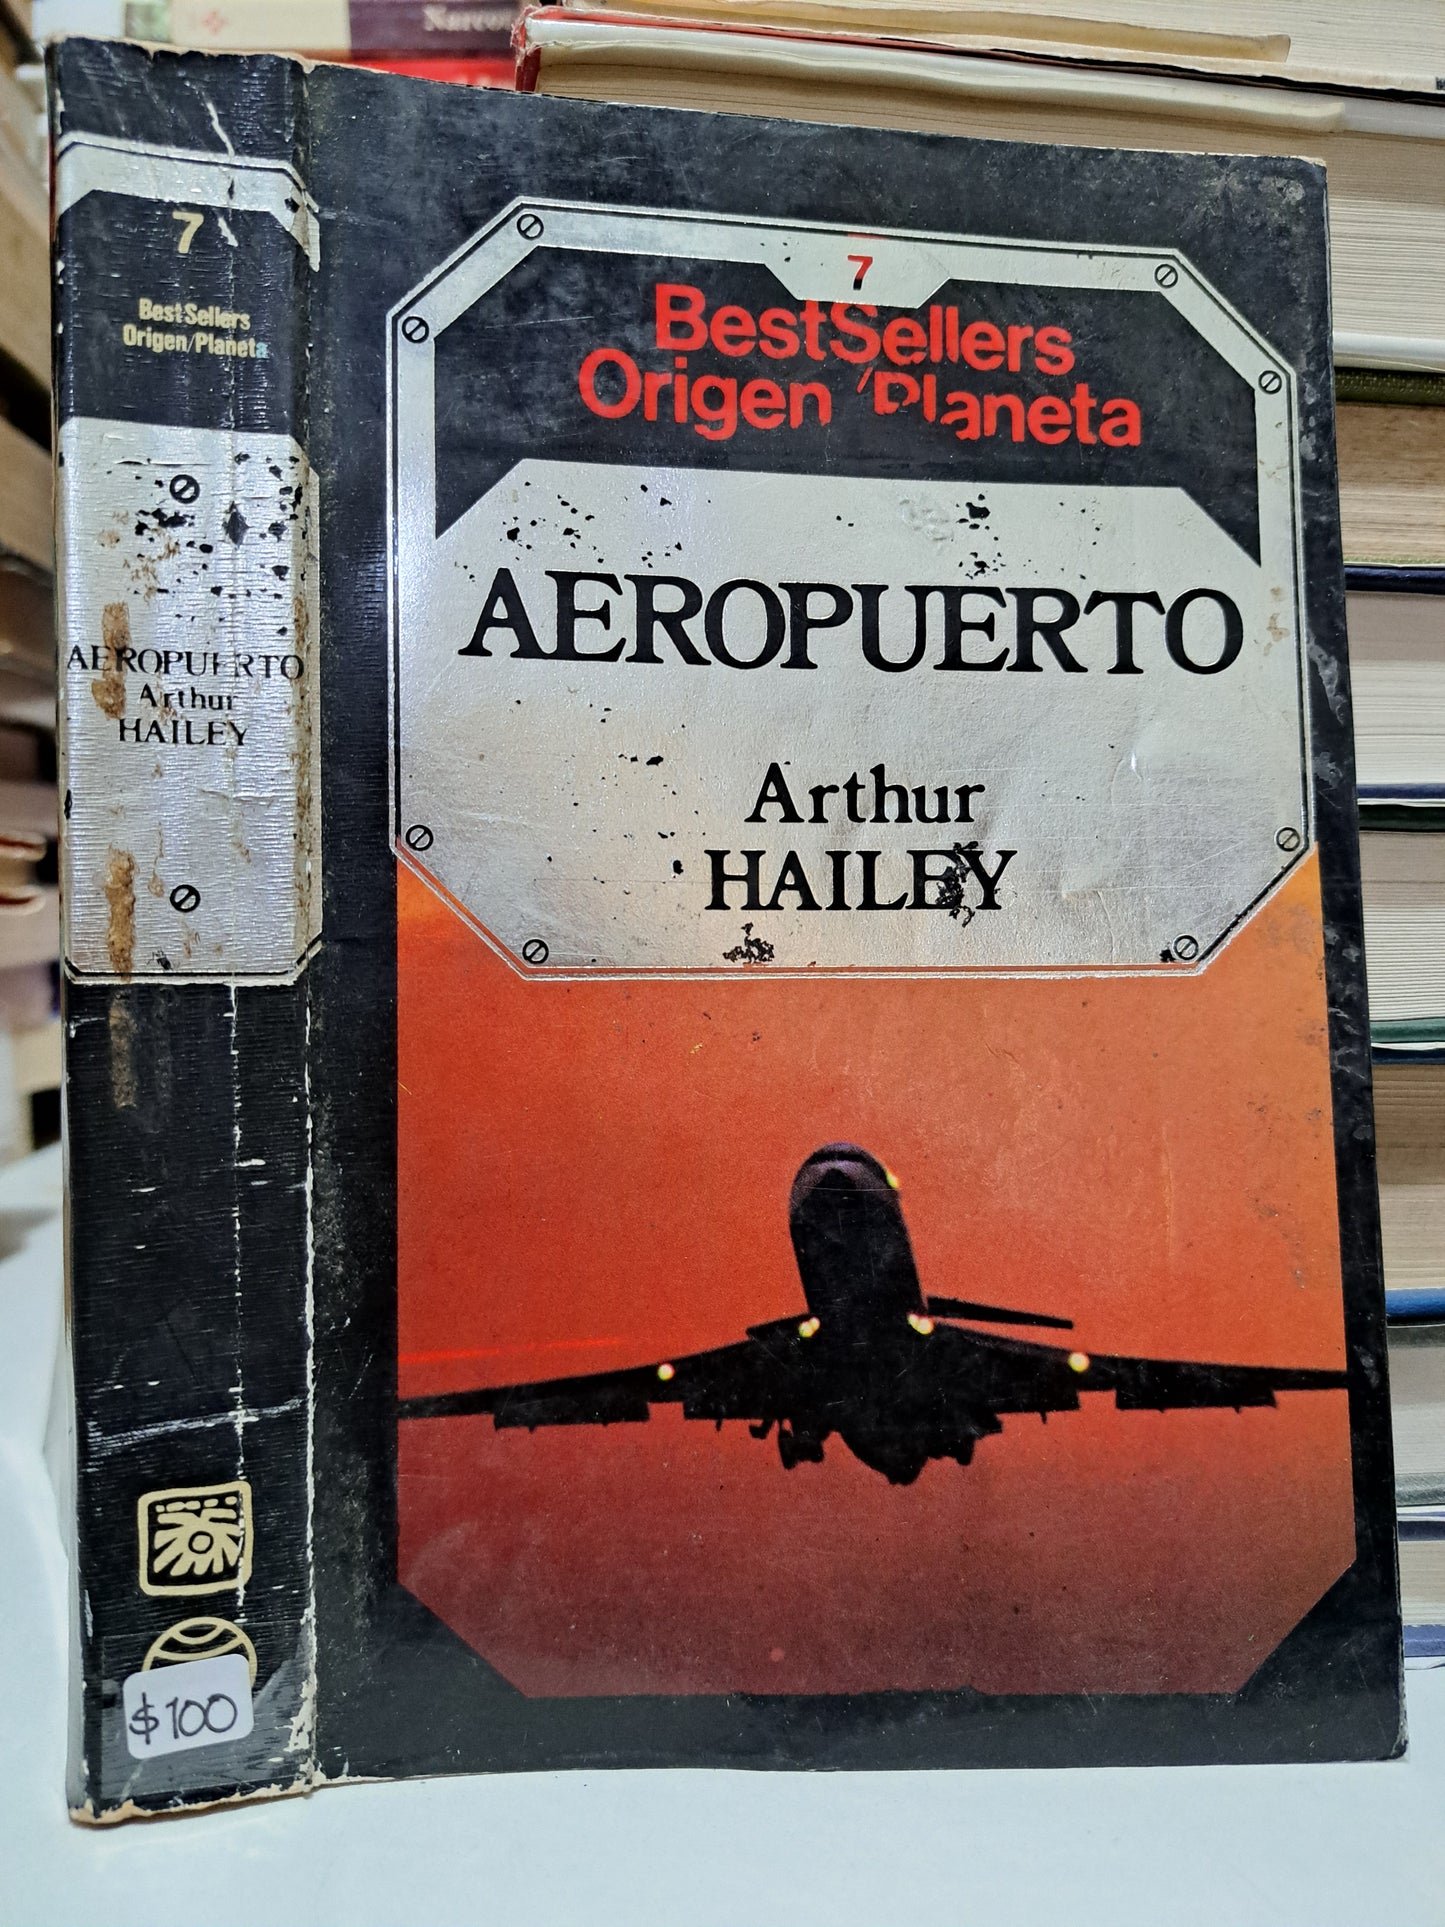 7
BestSellers
Origen/Planeta
AEROPUERTO
Arthur
HAILEY
$100
7
BestSellers
Origen/Planeta
AEROPUERTO
Arthur
HAILEY